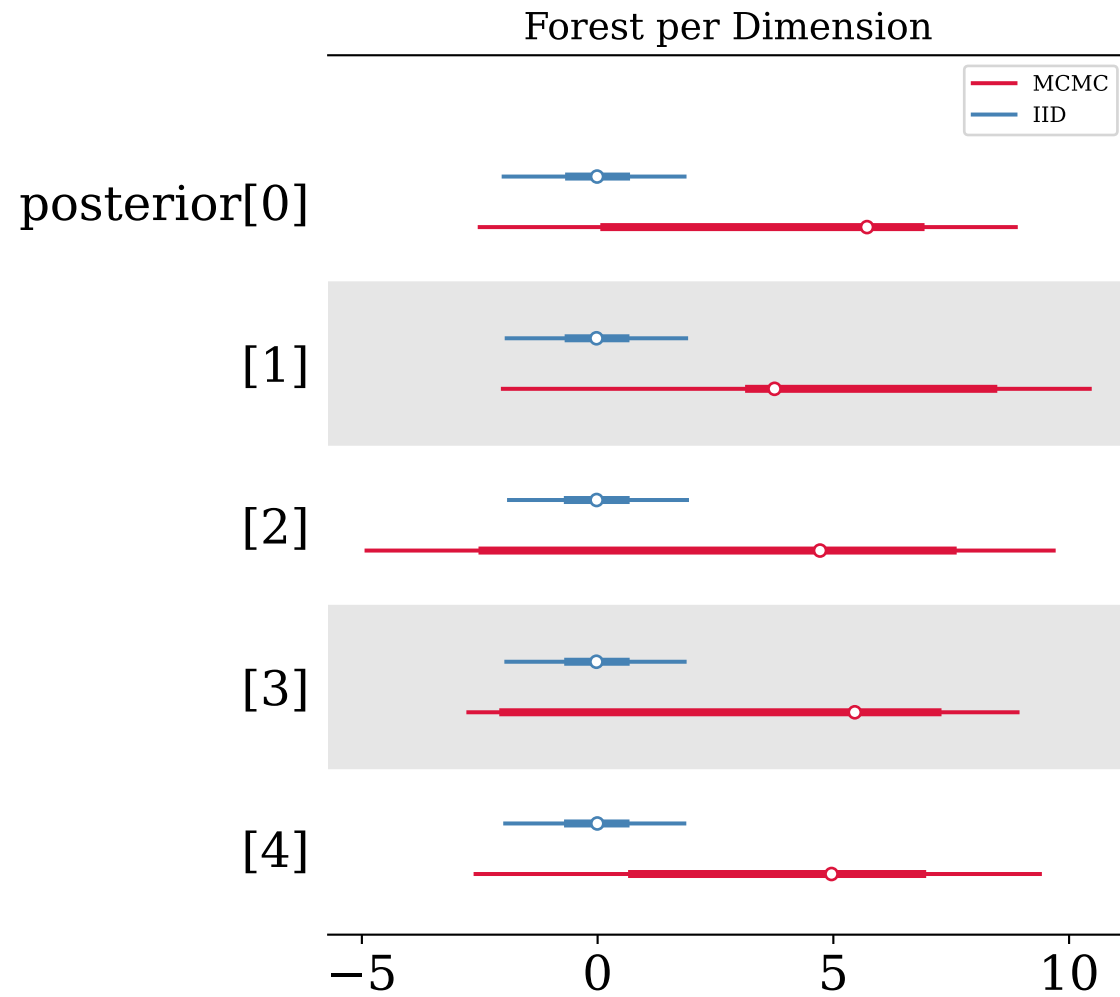 Forest per Dimension
MCMC
IID
posterior[0]
[1]
[2]
[3]
[4]
−5 0 5 10